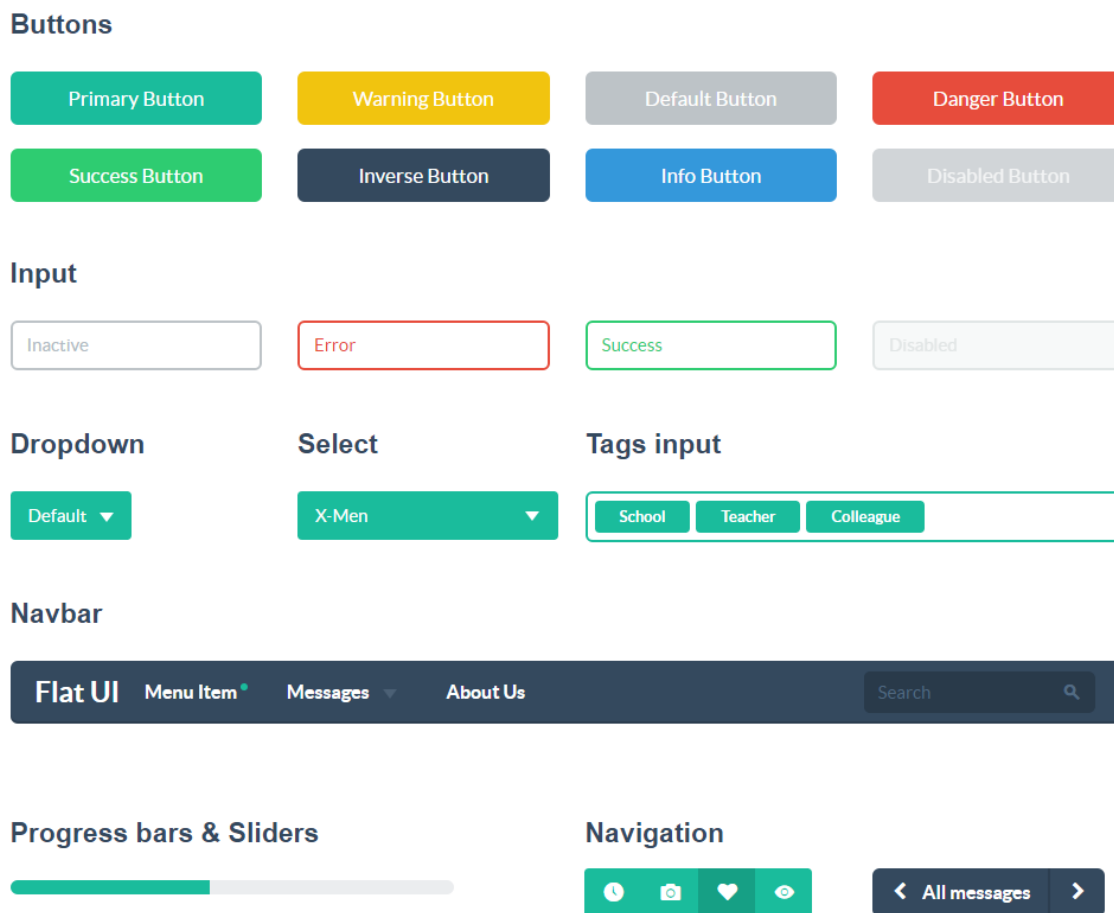 Buttons
Primary Button
Warning Button
Default Button
Danger Button
Success Button
Inverse Button
Info Button
Disabled Button
Input
Inactive
Error
Success
Disabled
Dropdown
Select
Tags input
Default
X-Men
School
Teacher
Colleague
Navbar
Flat UI
Menu Item
Messages
About Us
Search
Progress bars & Sliders
Navigation
All messages